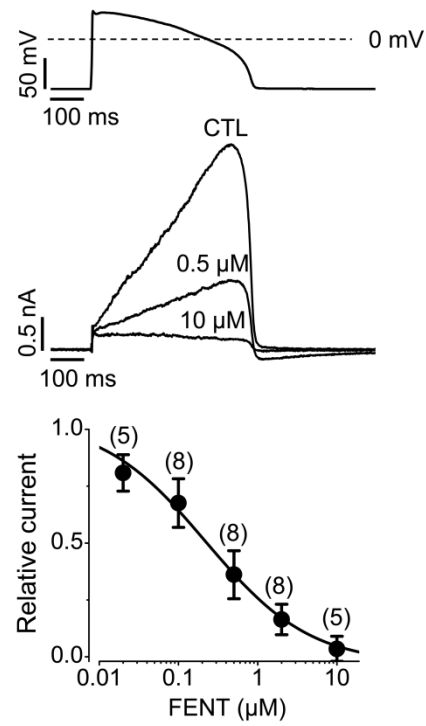 0 mV
50 mV
100 ms
CTL
0.5 µM
10 µM
0.5 nA
100 ms
1.0
(5)
(8)
(8)
0.5
(8)
(5)
0.0
0.01
0.1
1
10
Relative current
FENT (µM)